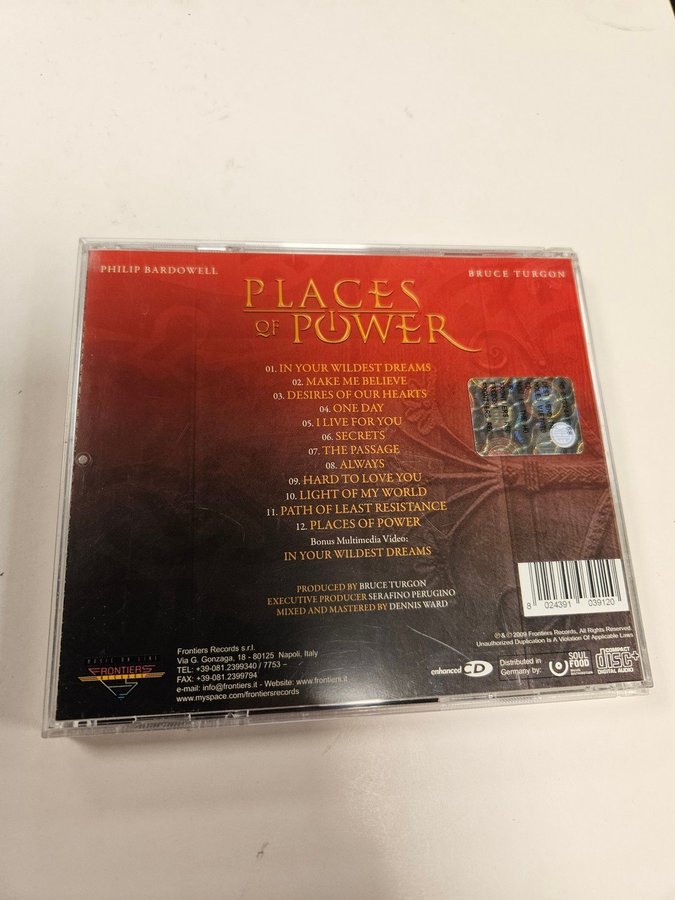 PHILIP BARDOWELL
BRUCE TURGON
PLACES
OF POWER
01. IN YOUR WILDEST DREAMS
02. MAKE ME BELIEVE
03. DESIRES OF OUR HEARTS
04. ONE DAY
05. I LIVE FOR YOU
06. SECRETS
07. THE PASSAGE
08. ALWAYS
09. HARD TO LOVE YOU
10. LIGHT OF MY WORLD
11. PATH OF LEAST RESISTANCE
12. PLACES OF POWER
Bonus Multimedia Video:
IN YOUR WILDEST DREAMS
PRODUCED BY BRUCE TURGON
EXECUTIVE PRODUCER SERAFINO PERUGINO
MIXED AND MASTERED BY DENNIS WARD
8 024391 039120
℗ & © 2009 Frontiers Records. All Rights Reserved.
Unauthorized Duplication Is A Violation Of Applicable Laws
FRONTIERS
RECORDS
Frontiers Records s.r.l.
Via G. Gonzaga, 18 - 80125 Napoli, Italy
TEL: +39-081.2399340 / 7753 –
FAX: +39-081.2399794
e-mail: info@frontiers.it - Website: www.frontiers.it
www.myspace.com/frontiersrecords
enhanced CD
Distributed in
Germany by:
SOUL
FOOD
COMPACT
disc+
DIGITAL AUDIO